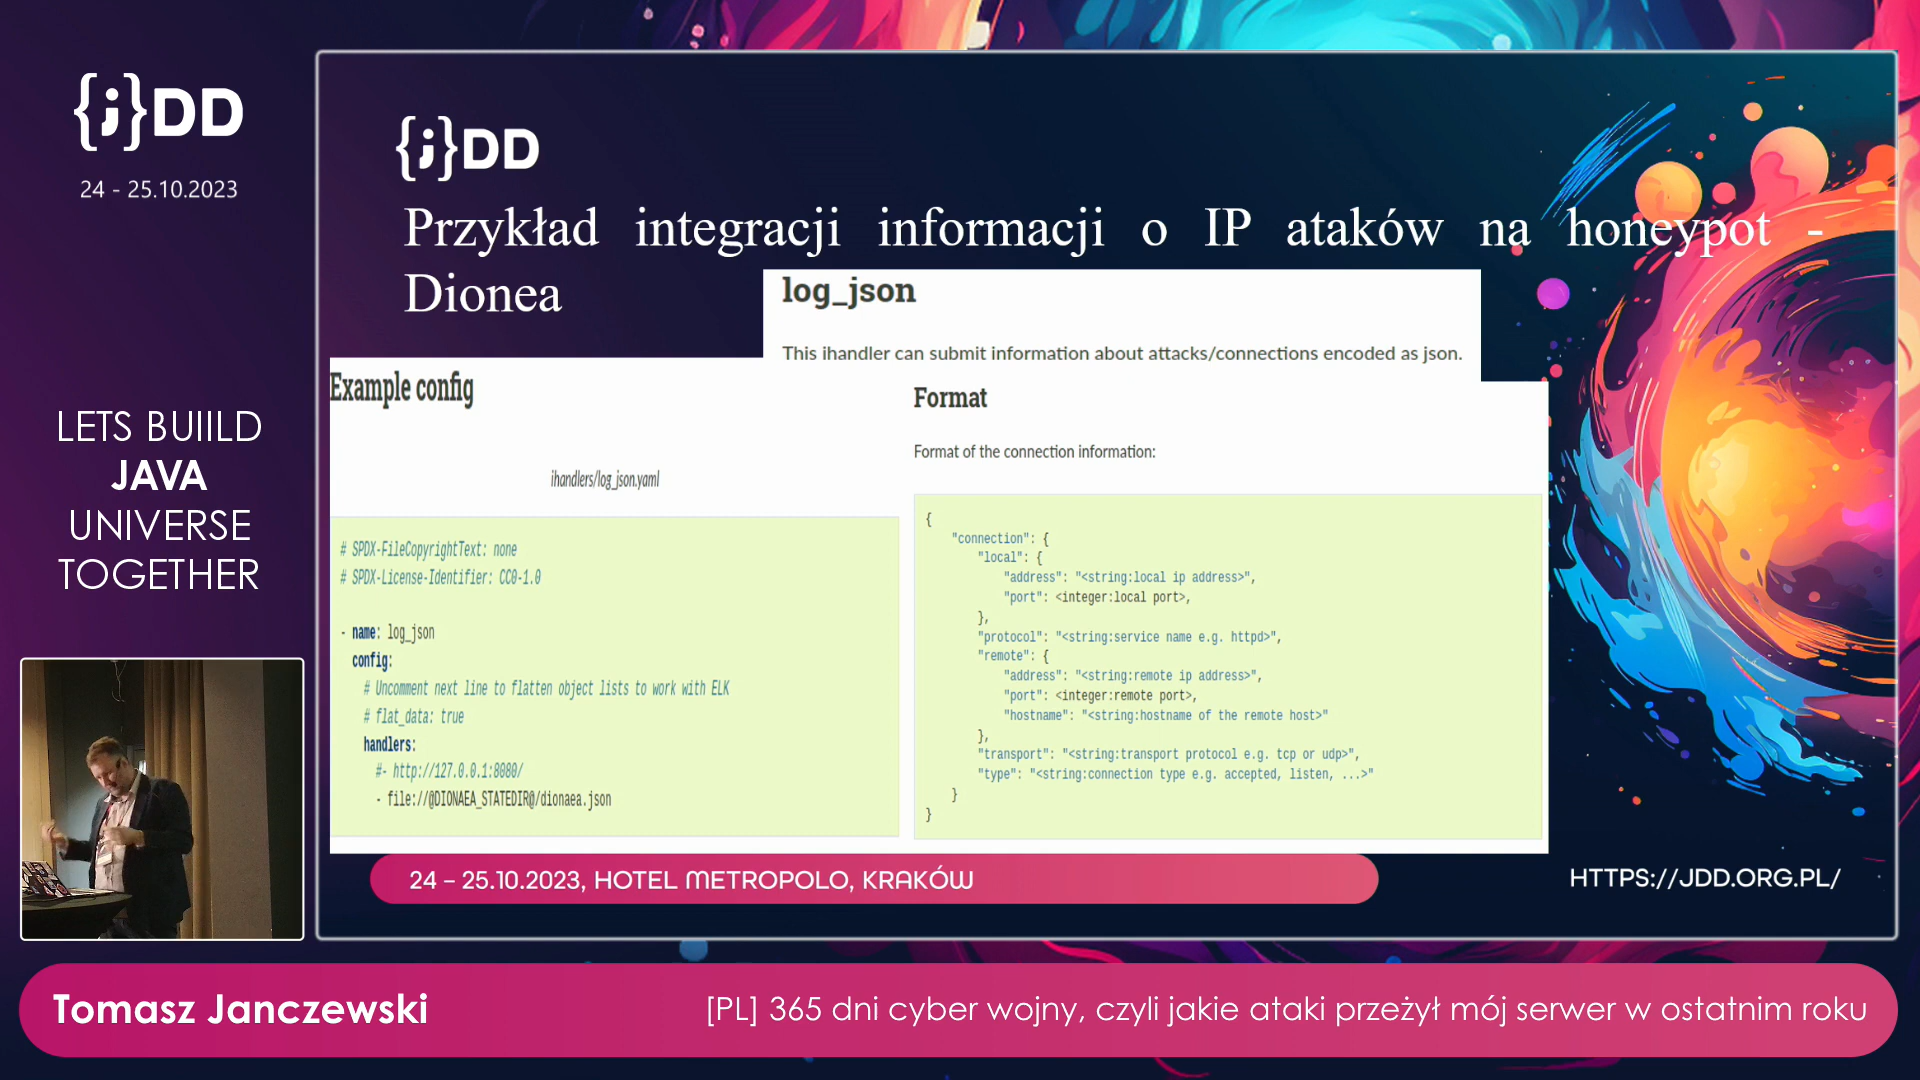 {j}DD
24 - 25.10.2023
LETS BUIILD
JAVA
UNIVERSE
TOGETHER
{j}DD
Przykład integracji informacji o IP ataków na honeypot -
Dionea
log_json
This ihandler can submit information about attacks/connections encoded as json.
Example config
ihandlers/log_json.yaml
# SPDX-FileCopyrightText: none
# SPDX-License-Identifier: CC0-1.0
- name: log_json
config:
# Uncomment next line to flatten object lists to work with ELK
# flat_data: true
handlers:
#- http://127.0.0.1:8080/
- file://@DIONAEA_STATEDIR@/dionaea.json
Format
Format of the connection information:
{
"connection": {
"local": {
"address": "<string:local ip address>",
"port": <integer:local port>,
},
"protocol": "<string:service name e.g. httpd>",
"remote": {
"address": "<string:remote ip address>",
"port": <integer:remote port>,
"hostname": "<string:hostname of the remote host>"
},
"transport": "<string:transport protocol e.g. tcp or udp>",
"type": "<string:connection type e.g. accepted, listen, ...>"
}
}
24 – 25.10.2023, HOTEL METROPOLO, KRAKÓW
HTTPS://JDD.ORG.PL/
Tomasz Janczewski
[PL] 365 dni cyber wojny, czyli jakie ataki przeżył mój serwer w ostatnim roku